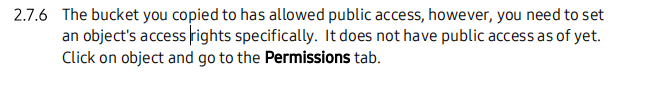 2.7.6 The bucket you copied to has allowed public access, however, you need to set
an object's access rights specifically. It does not have public access as of yet.
Click on object and go to the Permissions tab.